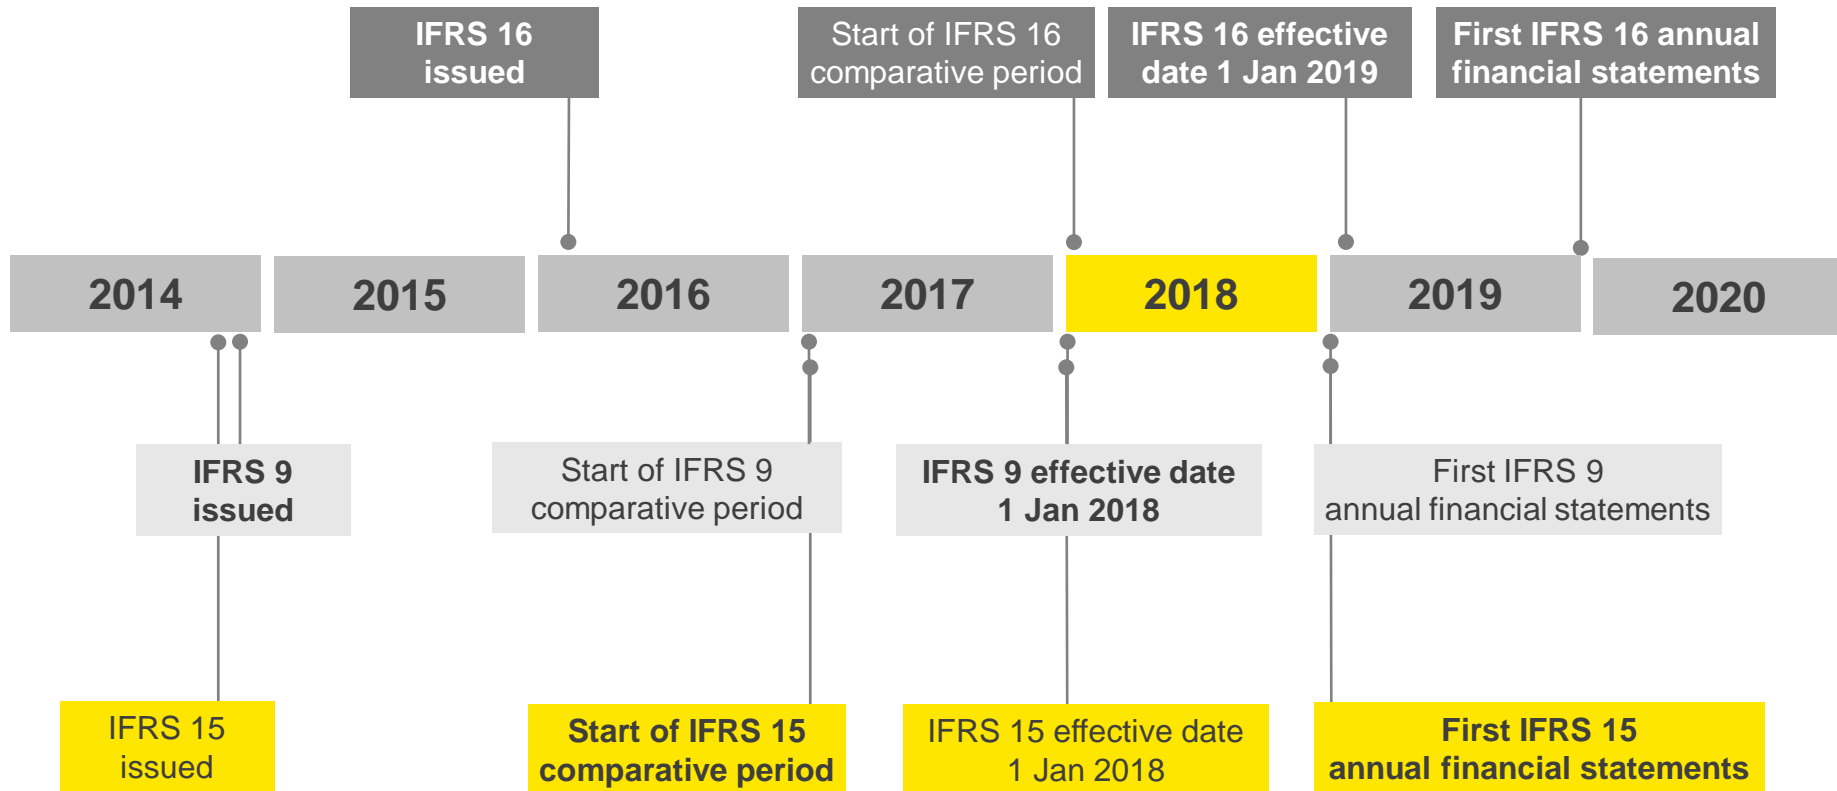 IFRS 16
issued
Start of IFRS 16
comparative period
IFRS 16 effective
date 1 Jan 2019
First IFRS 16 annual
financial statements
2014
2015
2016
2017
2018
2019
2020
IFRS 9
issued
Start of IFRS 9
comparative period
IFRS 9 effective date
1 Jan 2018
First IFRS 9
annual financial statements
IFRS 15
issued
Start of IFRS 15
comparative period
IFRS 15 effective date
1 Jan 2018
First IFRS 15
annual financial statements